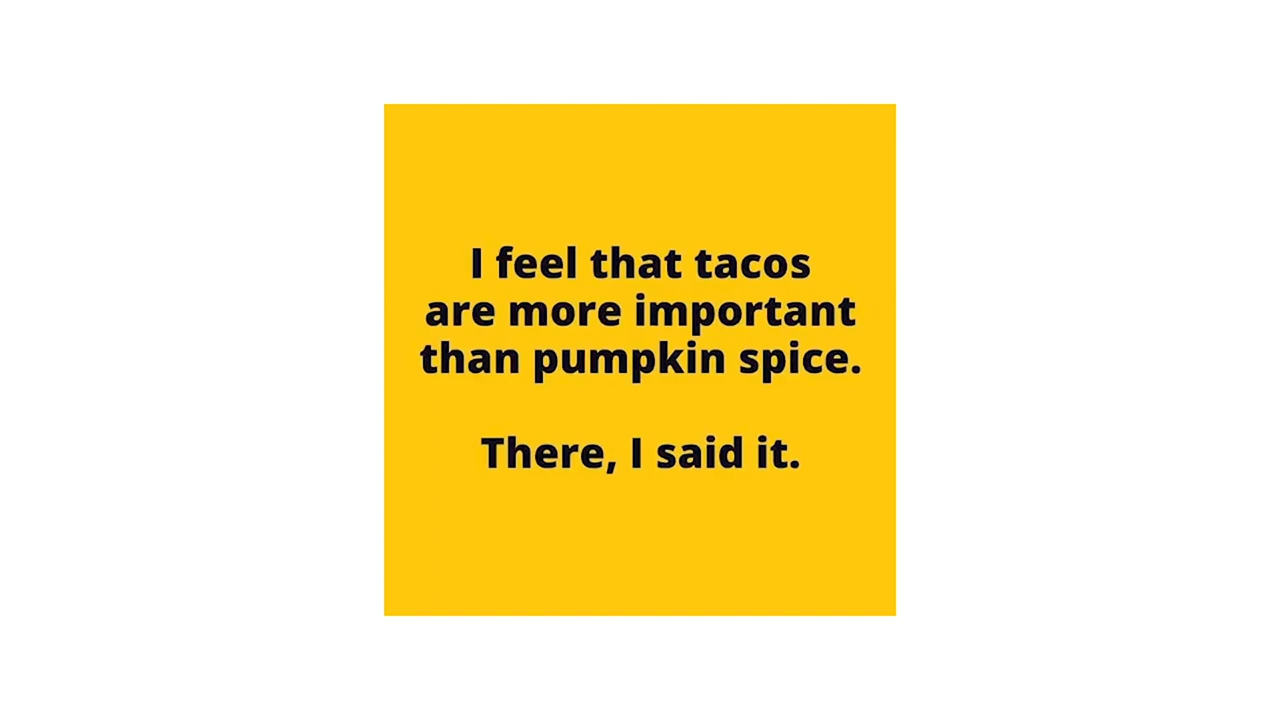 I feel that tacos
are more important
than pumpkin spice.
There, I said it.